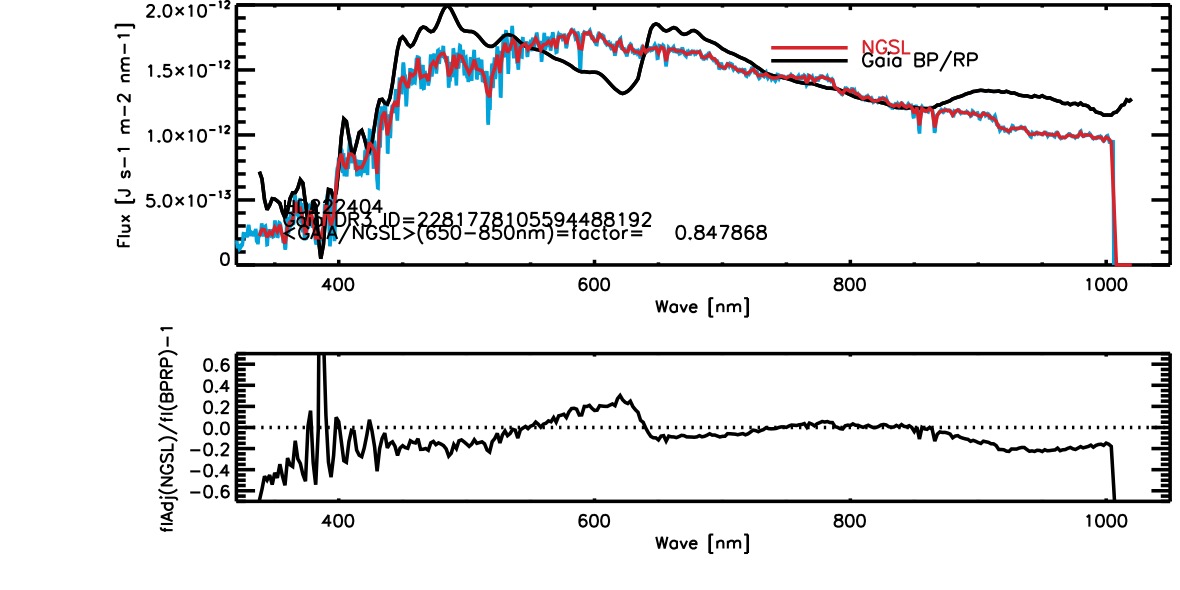 2.0×10−12
1.5×10−12
1.0×10−12
5.0×10−13
0
Flux [J s−1 m−2 nm−1]
NGSL
Gaia BP/RP
HD222404
Gaia DR3 ID=2281778105594488192
<GAIA/NGSL>(650−850nm)=factor= 0.847868
400 600 800 1000
Wave [nm]
flAdj(NGSL)/fl(BPRP)−1
0.6
0.4
0.2
0.0
−0.2
−0.4
−0.6
400 600 800 1000
Wave [nm]